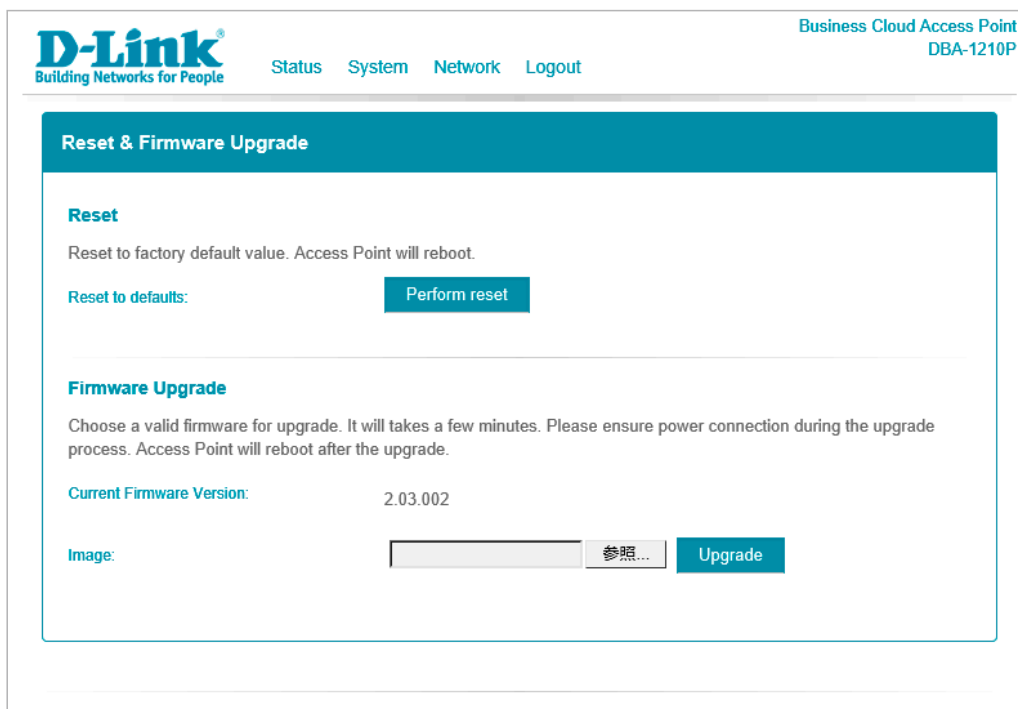 D-Link®
Building Networks for People
Status System Network Logout
Business Cloud Access Point
DBA-1210P
Reset & Firmware Upgrade
Reset
Reset to factory default value. Access Point will reboot.
Reset to defaults: Perform reset
Firmware Upgrade
Choose a valid firmware for upgrade. It will takes a few minutes. Please ensure power connection during the upgrade
process. Access Point will reboot after the upgrade.
Current Firmware Version: 2.03.002
Image: 参照... Upgrade